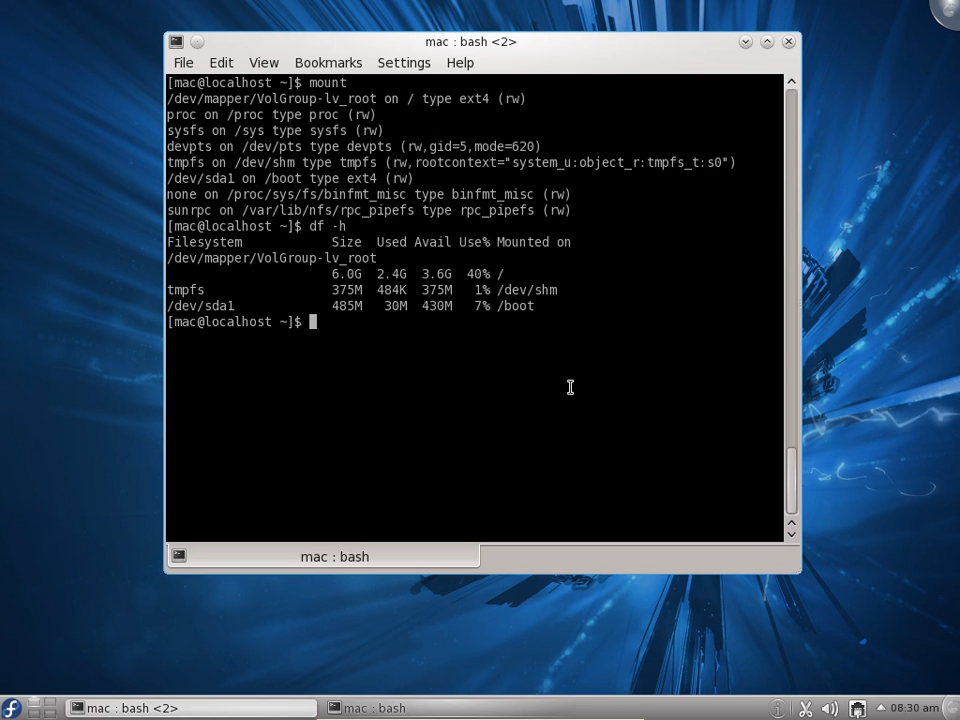 mac : bash <2>
File Edit View Bookmarks Settings Help
[mac@localhost ~]$ mount
/dev/mapper/VolGroup-lv_root on / type ext4 (rw)
proc on /proc type proc (rw)
sysfs on /sys type sysfs (rw)
devpts on /dev/pts type devpts (rw,gid=5,mode=620)
tmpfs on /dev/shm type tmpfs (rw,rootcontext="system_u:object_r:tmpfs_t:s0")
/dev/sda1 on /boot type ext4 (rw)
none on /proc/sys/fs/binfmt_misc type binfmt_misc (rw)
sunrpc on /var/lib/nfs/rpc_pipefs type rpc_pipefs (rw)
[mac@localhost ~]$ df -h
Filesystem            Size  Used Avail Use% Mounted on
/dev/mapper/VolGroup-lv_root
                      6.0G  2.4G  3.6G  40% /
tmpfs                 375M  484K  375M   1% /dev/shm
/dev/sda1             485M   30M  430M   7% /boot
[mac@localhost ~]$
mac : bash
mac : bash <2>
mac : bash
08:30 am